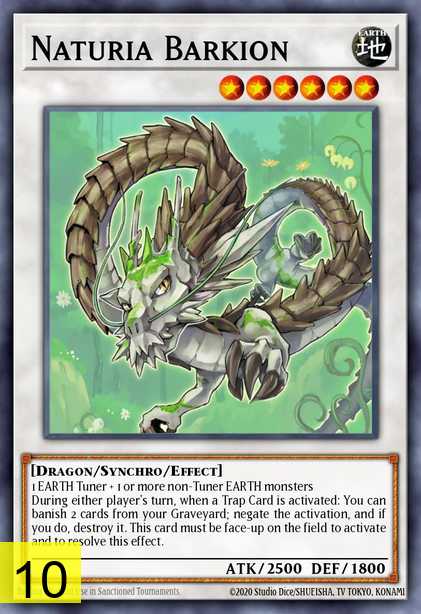 NATURIA BARKION
EARTH
地
[DRAGON/SYNCHRO/EFFECT]
1 EARTH Tuner + 1 or more non-Tuner EARTH monsters
During either player's turn, when a Trap Card is activated: You can
banish 2 cards from your Graveyard; negate the activation, and if
you do, destroy it. This card must be face-up on the field to activate
and to resolve this effect.
ATK/2500 DEF/1800
10
Use in Sanctioned Tournaments.
©2020 Studio Dice/SHUEISHA, TV TOKYO, KONAMI